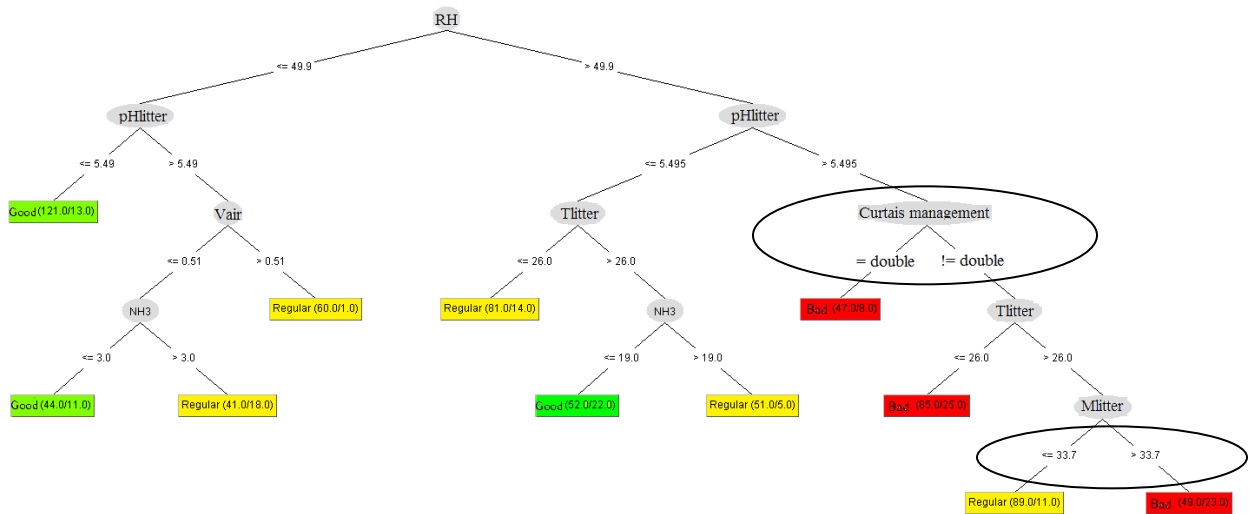 RH
<= 49.9
> 49.9
pHlitter
pHlitter
<= 5.49
> 5.49
<= 5.495
> 5.495
Good (121.0/13.0)
Vair
Tlitter
Curtais management
<= 0.51
> 0.51
<= 26.0
> 26.0
= double
!= double
NH3
Regular (60.0/1.0)
Regular (81.0/14.0)
NH3
Bad (47.0/8.0)
Tlitter
<= 3.0
> 3.0
<= 19.0
> 19.0
<= 26.0
> 26.0
Good (44.0/11.0)
Regular (41.0/18.0)
Good (52.0/22.0)
Regular (51.0/5.0)
Bad (85.0/25.0)
Mlitter
<= 33.7
> 33.7
Regular (89.0/11.0)
Bad (49.0/23.0)